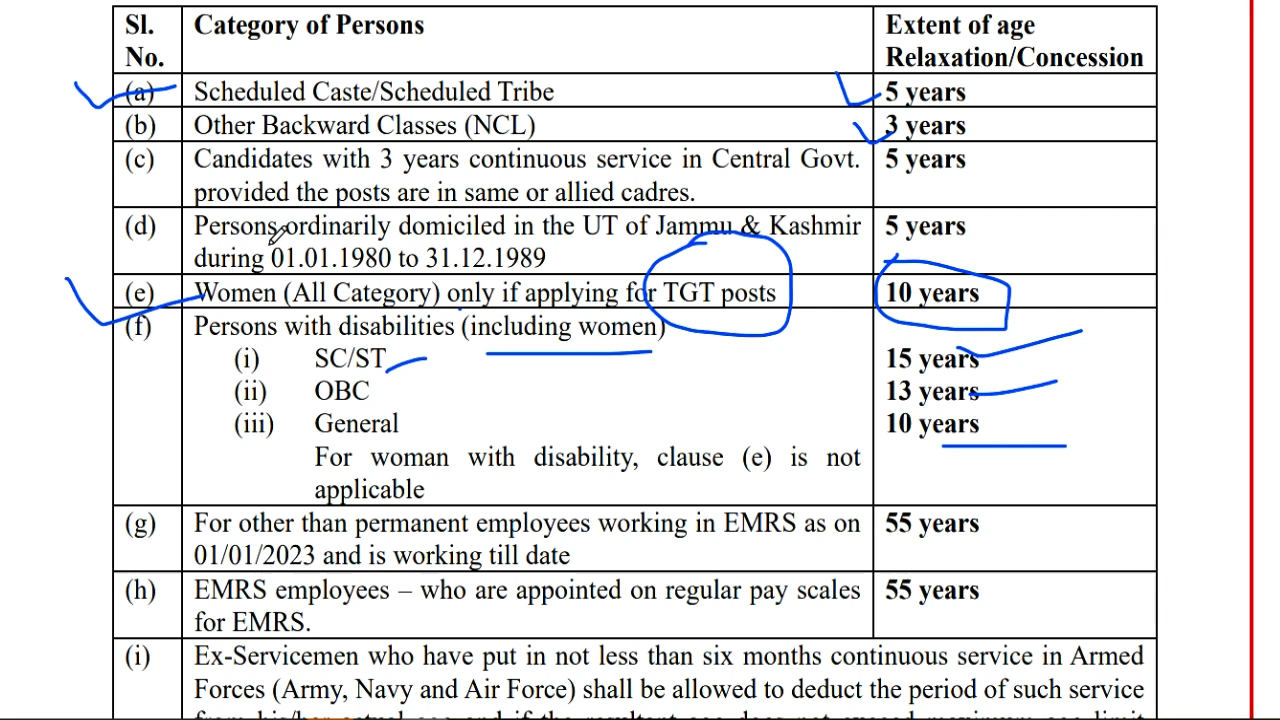 Sl. Category of Persons Extent of age
No. Relaxation/Concession
(a) Scheduled Caste/Scheduled Tribe 5 years
(b) Other Backward Classes (NCL) 3 years
(c) Candidates with 3 years continuous service in Central Govt. 5 years
provided the posts are in same or allied cadres.
(d) Persons ordinarily domiciled in the UT of Jammu & Kashmir 5 years
during 01.01.1980 to 31.12.1989
(e) Women (All Category) only if applying for TGT posts 10 years
(f) Persons with disabilities (including women)
(i) SC/ST 15 years
(ii) OBC 13 years
(iii) General 10 years
For woman with disability, clause (e) is not
applicable
(g) For other than permanent employees working in EMRS as on 55 years
01/01/2023 and is working till date
(h) EMRS employees – who are appointed on regular pay scales 55 years
for EMRS.
(i) Ex-Servicemen who have put in not less than six months continuous service in Armed
Forces (Army, Navy and Air Force) shall be allowed to deduct the period of such service